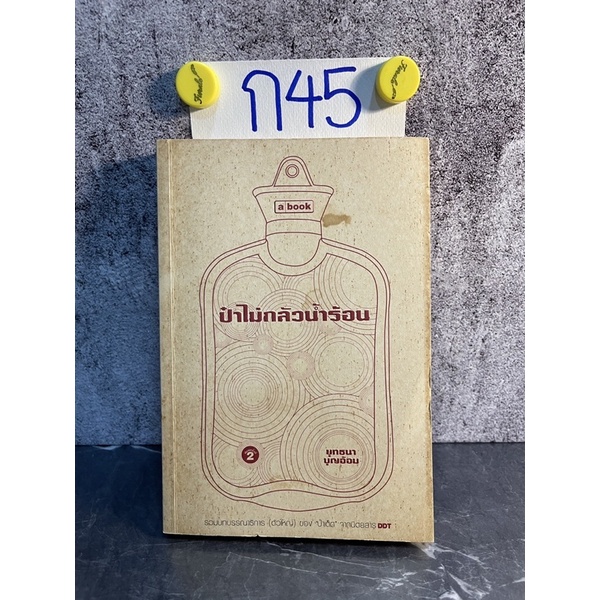 ก45
a book
ป๋าไม่กลัวน้ำร้อน
2
ยุทธนา
บุญอ้อม
รวมบทบรรณาธิการ (ตัวใหญ่) ของ "ป๋าเต็ด" จากนิตยสาร DDT